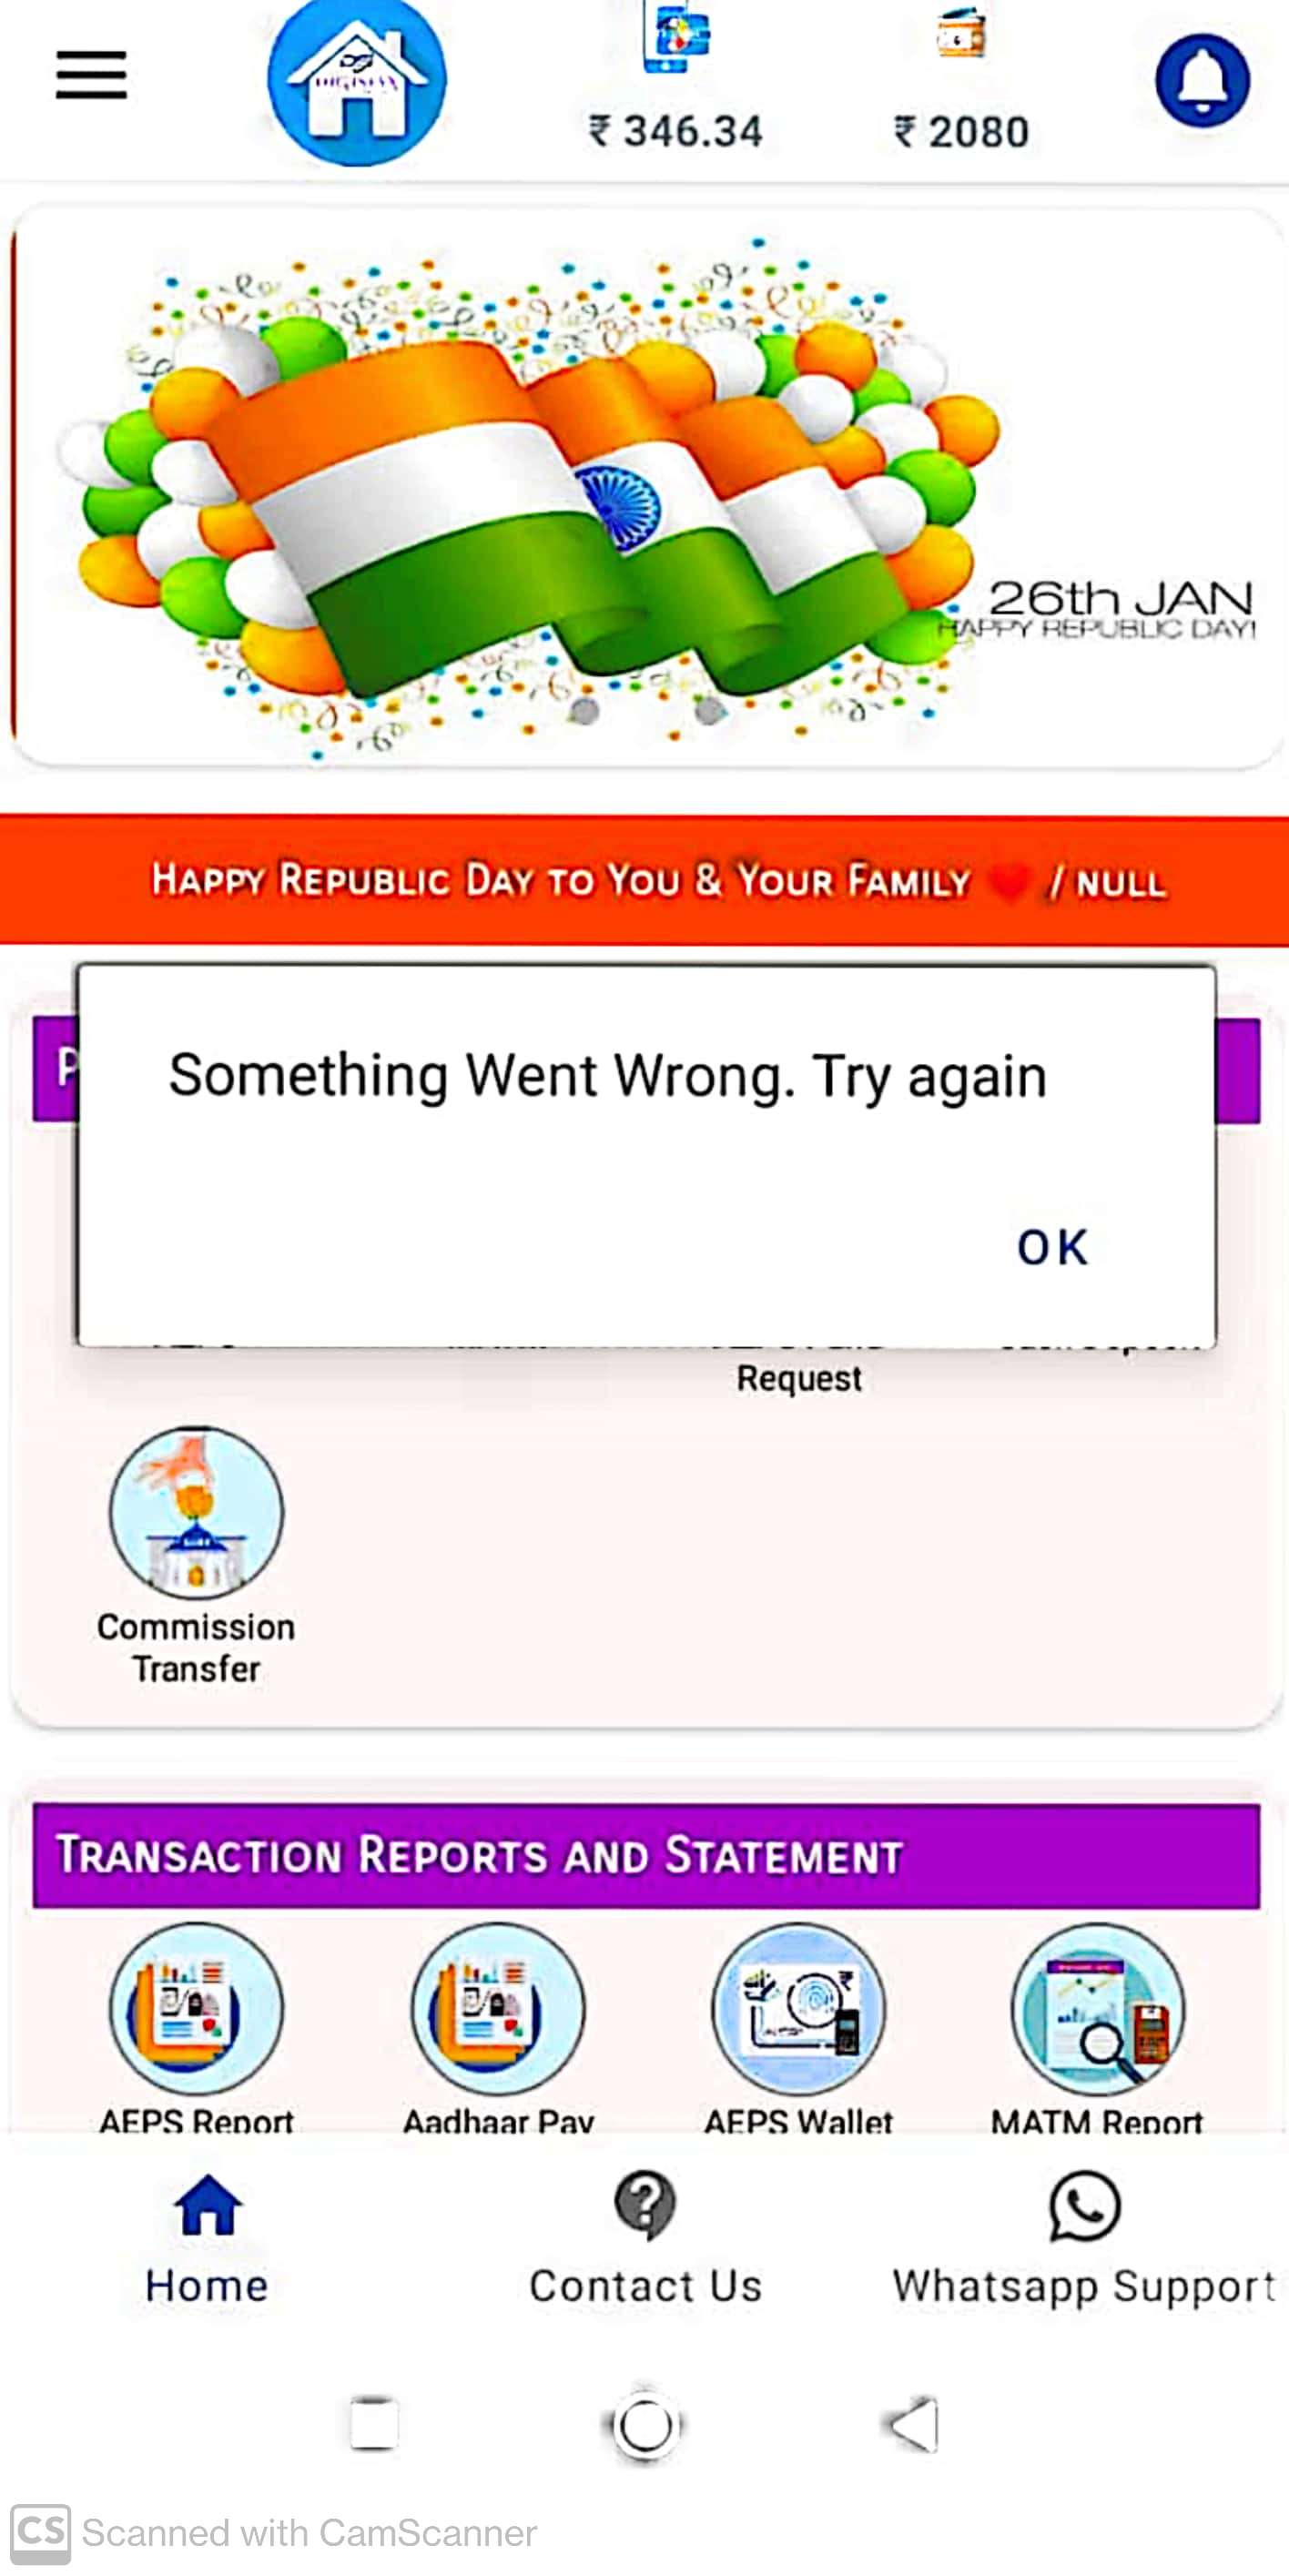 ₹ 346.34
₹ 2080
26th JAN
HAPPY REPUBLIC DAY!
HAPPY REPUBLIC DAY TO YOU & YOUR FAMILY ❤ / NULL
P
Something Went Wrong. Try again
OK
Request
Commission
Transfer
TRANSACTION REPORTS AND STATEMENT
AEPS Report
Aadhaar Pay
AEPS Wallet
MATM Report
Home
Contact Us
Whatsapp Support
CS Scanned with CamScanner